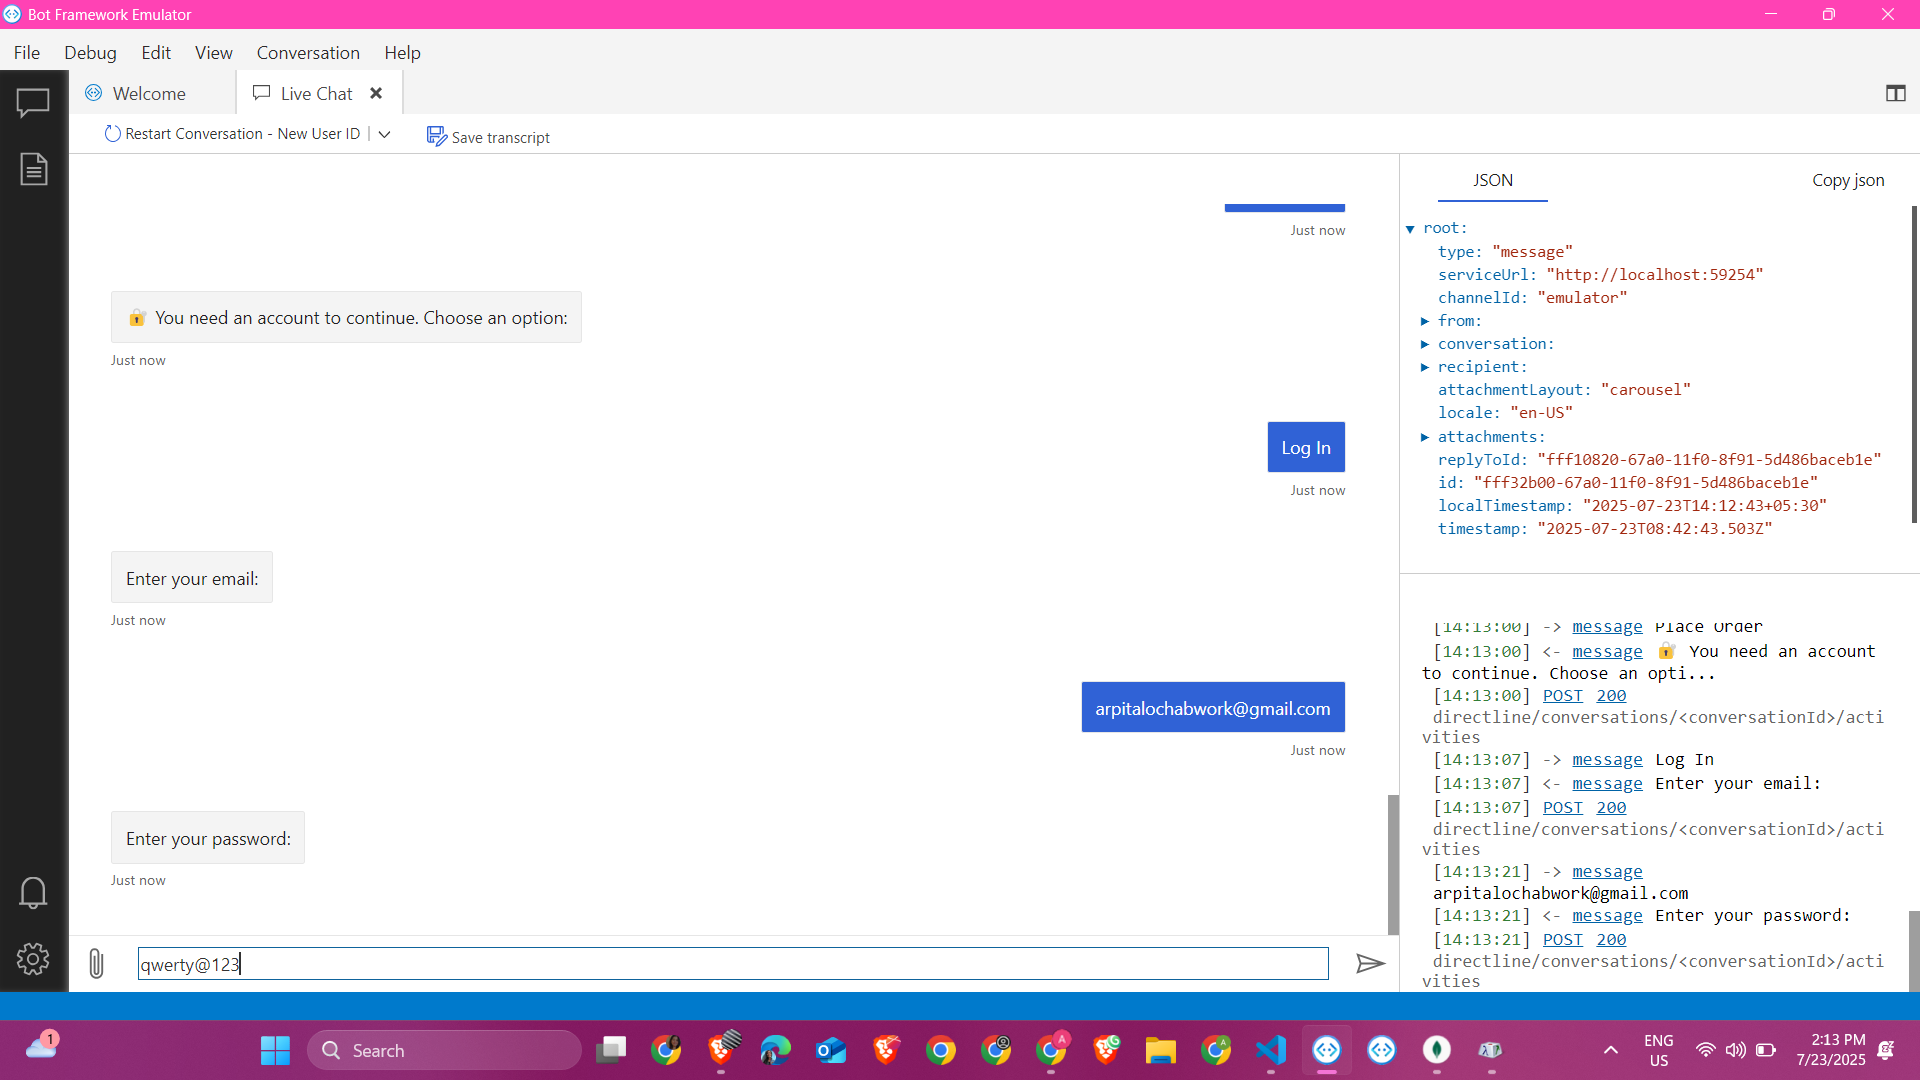 Bot Framework Emulator
File Debug Edit View Conversation Help
Welcome
Live Chat
Restart Conversation - New User ID
Save transcript
Just now
🔐 You need an account to continue. Choose an option:
Just now
Log In
Just now
Enter your email:
Just now
arpitalochabwork@gmail.com
Just now
Enter your password:
Just now
qwerty@123
JSON
Copy json
root:
type: "message"
serviceUrl: "http://localhost:59254"
channelId: "emulator"
from:
conversation:
recipient:
attachmentLayout: "carousel"
locale: "en-US"
attachments:
replyToId: "fff10820-67a0-11f0-8f91-5d486baceb1e"
id: "fff32b00-67a0-11f0-8f91-5d486baceb1e"
localTimestamp: "2025-07-23T14:12:43+05:30"
timestamp: "2025-07-23T08:42:43.503Z"
[14:13:00] -> message Place Order
[14:13:00] <- message 🔐 You need an account
to continue. Choose an opti...
[14:13:00] POST 200
directline/conversations/<conversationId>/acti
vities
[14:13:07] -> message Log In
[14:13:07] <- message Enter your email:
[14:13:07] POST 200
directline/conversations/<conversationId>/acti
vities
[14:13:21] -> message
arpitalochabwork@gmail.com
[14:13:21] <- message Enter your password:
[14:13:21] POST 200
directline/conversations/<conversationId>/acti
vities
1
Search
ENG
US
2:13 PM
7/23/2025